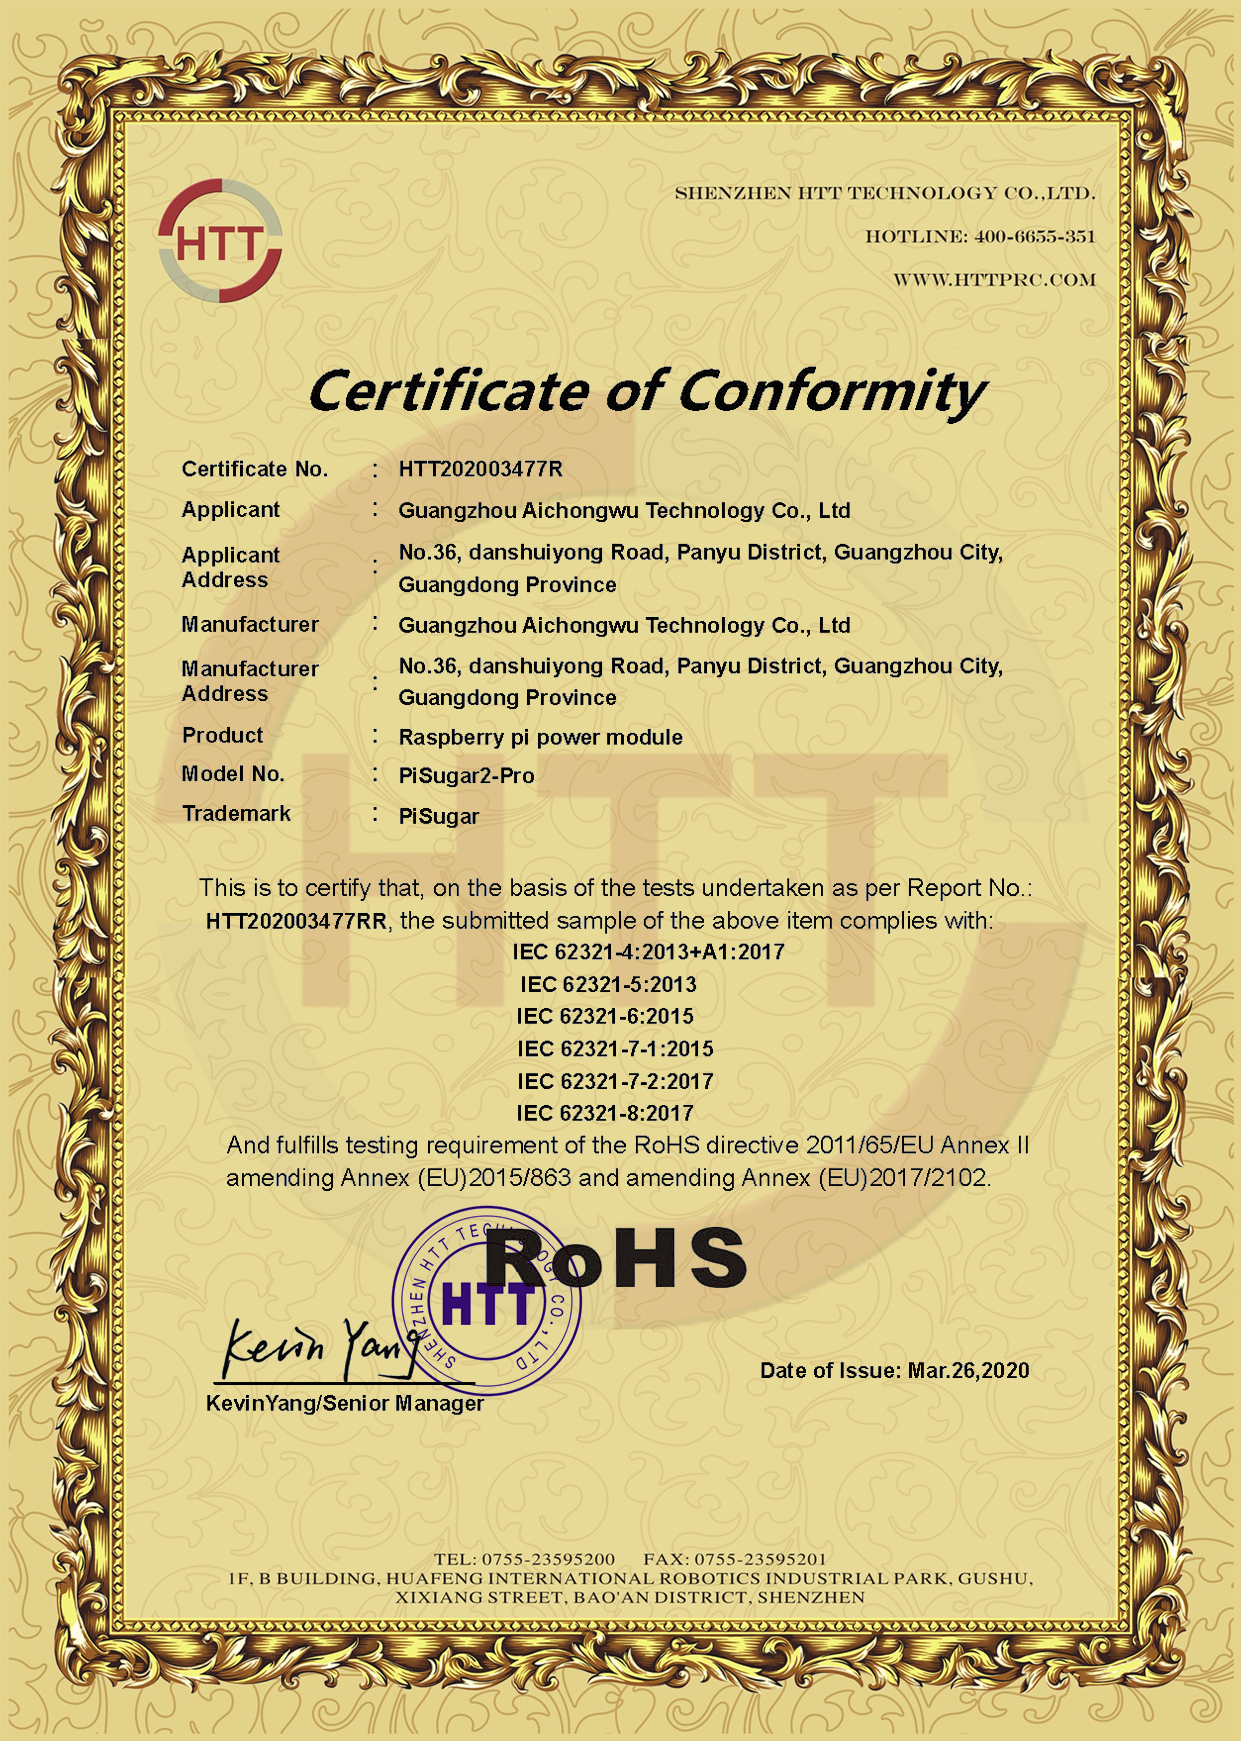 HTT
SHENZHEN HTT TECHNOLOGY CO.,LTD.
HOTLINE: 400-6655-351
WWW.HTTPRC.COM
Certificate of Conformity
Certificate No. : HTT202003477R
Applicant : Guangzhou Aichongwu Technology Co., Ltd
Applicant Address : No.36, danshuiyong Road, Panyu District, Guangzhou City,
Guangdong Province
Manufacturer : Guangzhou Aichongwu Technology Co., Ltd
Manufacturer Address : No.36, danshuiyong Road, Panyu District, Guangzhou City,
Guangdong Province
Product : Raspberry pi power module
Model No. : PiSugar2-Pro
Trademark : PiSugar
HTT
This is to certify that, on the basis of the tests undertaken as per Report No.:
HTT202003477RR, the submitted sample of the above item complies with:
IEC 62321-4:2013+A1:2017
IEC 62321-5:2013
IEC 62321-6:2015
IEC 62321-7-1:2015
IEC 62321-7-2:2017
IEC 62321-8:2017
And fulfills testing requirement of the RoHS directive 2011/65/EU Annex II
amending Annex (EU)2015/863 and amending Annex (EU)2017/2102.
RoHS
SHENZHEN HTT TECHNOLOGY CO.,LTD
HTT
Kevin Yang
KevinYang/Senior Manager
Date of Issue: Mar.26,2020
TEL: 0755-23595200 FAX: 0755-23595201
1F, B BUILDING, HUAFENG INTERNATIONAL ROBOTICS INDUSTRIAL PARK, GUSHU,
XIXIANG STREET, BAO'AN DISTRICT, SHENZHEN